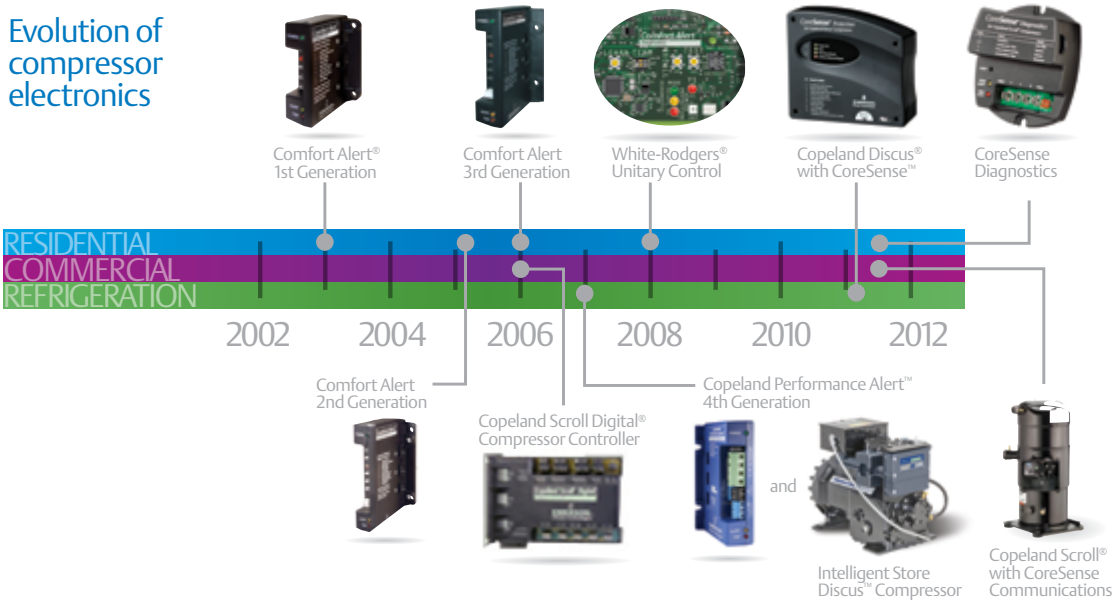 Evolution of
compressor
electronics
Comfort Alert®
1st Generation
Comfort Alert
3rd Generation
White-Rodgers®
Unitary Control
Copeland Discus®
with CoreSense™
CoreSense
Diagnostics
RESIDENTIAL
COMMERCIAL
REFRIGERATION
2002
2004
2006
2008
2010
2012
Comfort Alert
2nd Generation
Copeland Scroll Digital®
Compressor Controller
Copeland Performance Alert™
4th Generation
and
Intelligent Store
Discus™ Compressor
Copeland Scroll®
with CoreSense
Communications